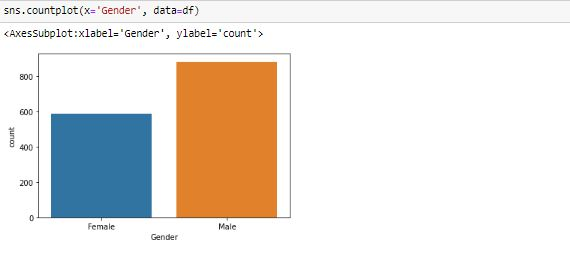 sns.countplot(x='Gender', data=df)
<AxesSubplot:xlabel='Gender', ylabel='count'>
800
600
400
200
0
count
Female Male
Gender